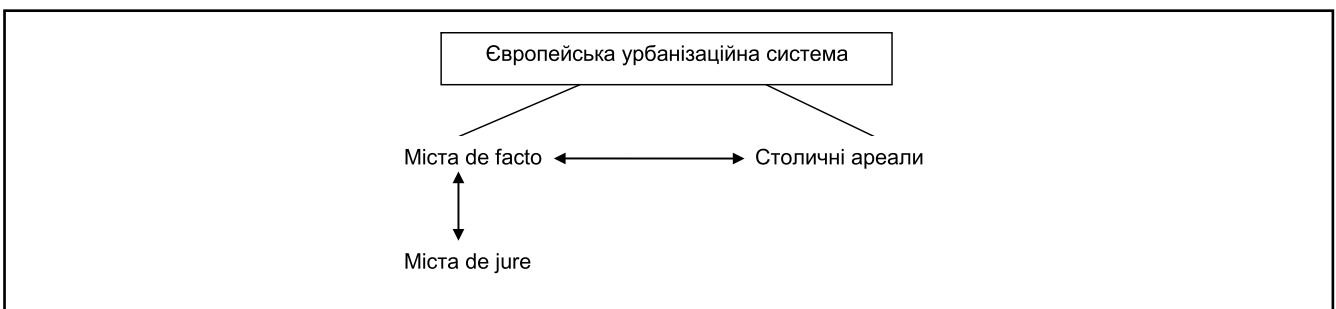 Європейська урбанізаційна система
Міста de facto
Столичні ареали
Міста de jure